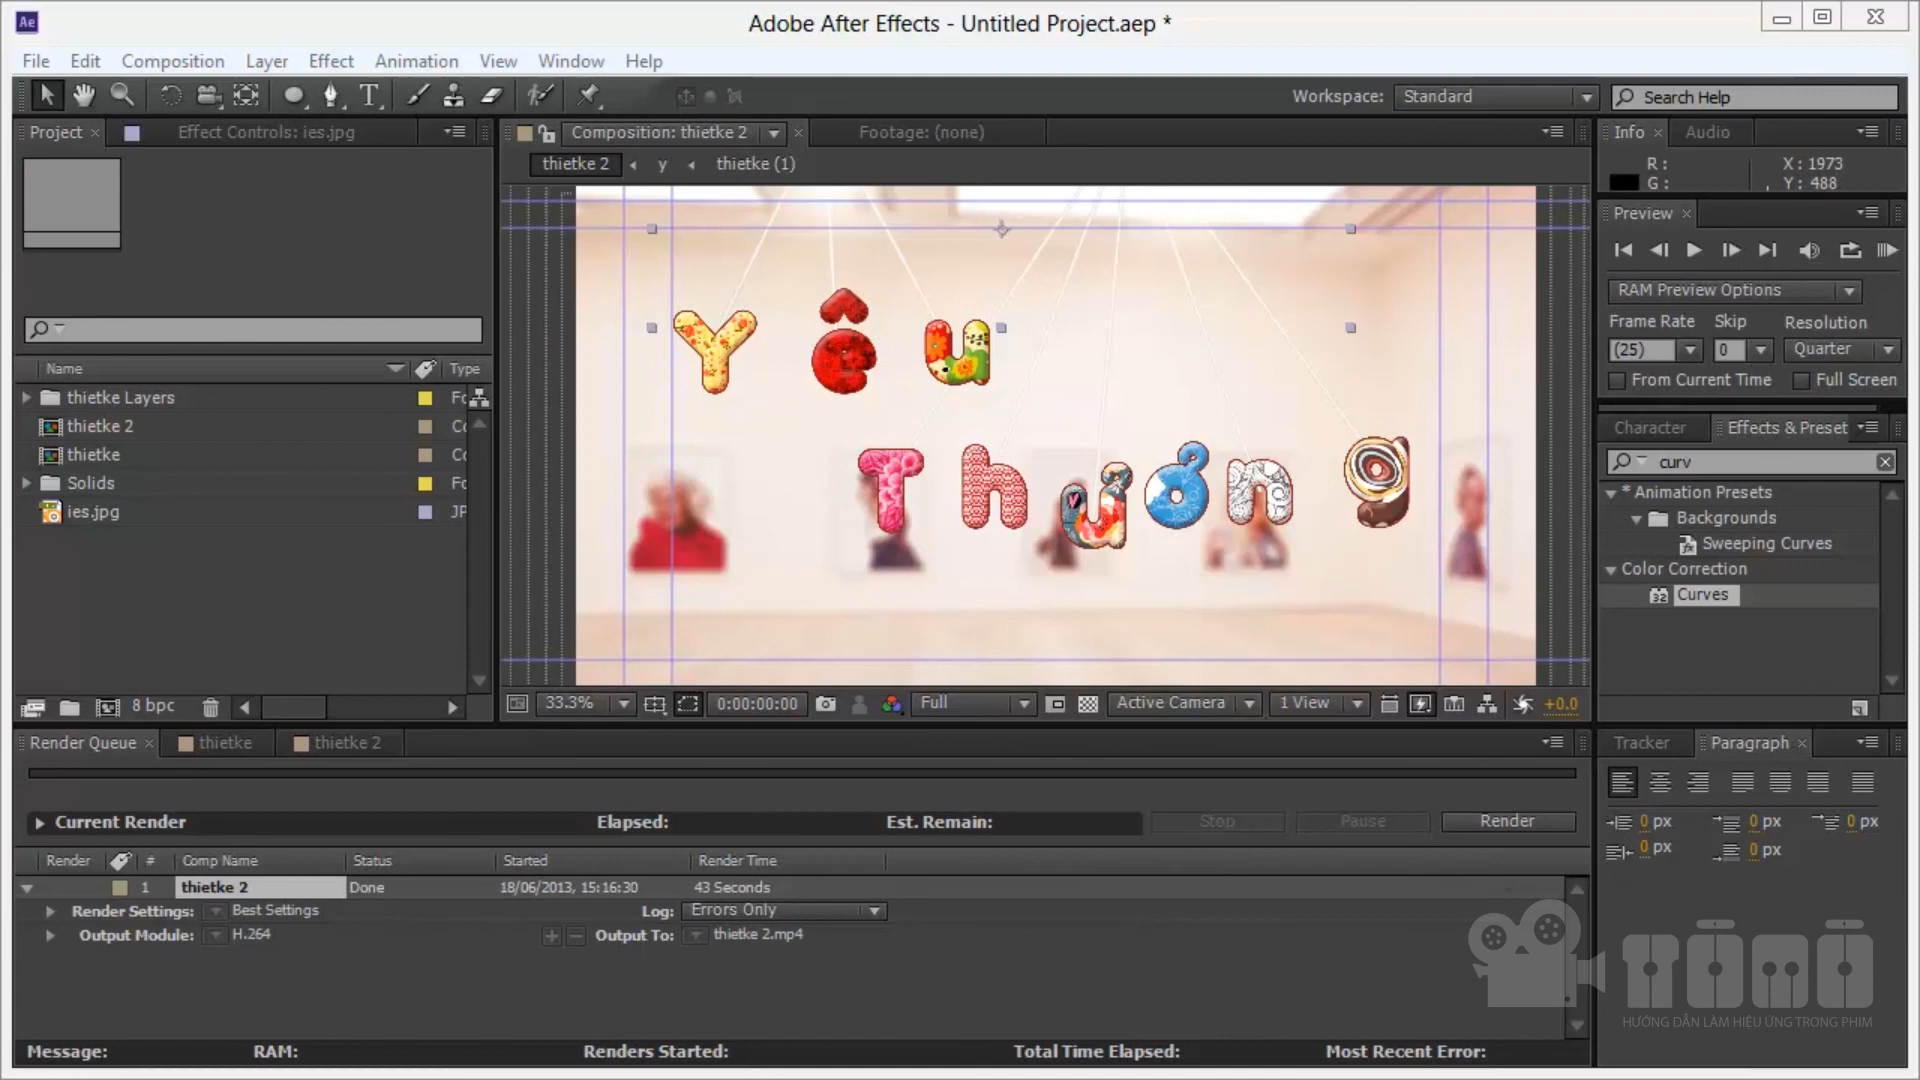 Ae
Adobe After Effects - Untitled Project.aep *
File Edit Composition Layer Effect Animation View Window Help
T
Workspace: Standard Search Help
Project × Effect Controls: ies.jpg
Composition: thietke 2 × Footage: (none)
thietke 2 y thietke (1)
Info × Audio
R :
G :
X : 1973
Y : 488
Preview ×
RAM Preview Options
Frame Rate Skip Resolution
(25) 0 Quarter
From Current Time Full Screen
Yêu
Thương
Name Type
thietke Layers Fo
thietke 2 Co
thietke Co
Solids Fo
ies.jpg JP
8 bpc
Character Effects & Preset
curv
* Animation Presets
Backgrounds
Sweeping Curves
Color Correction
32 Curves
33.3% 0:00:00:00 Full Active Camera 1 View +0.0
Render Queue × thietke thietke 2
Current Render Elapsed: Est. Remain: Stop Pause Render
Render # Comp Name Status Started Render Time
1 thietke 2 Done 18/06/2013, 15:16:30 43 Seconds
Render Settings: Best Settings Log: Errors Only
Output Module: H.264 + − Output To: thietke 2.mp4
Message: RAM: Renders Started: Total Time Elapsed: Most Recent Error:
Tracker Paragraph ×
0 px 0 px 0 px
0 px 0 px
HƯỚNG DẪN LÀM HIỆU ỨNG TRONG PHIM